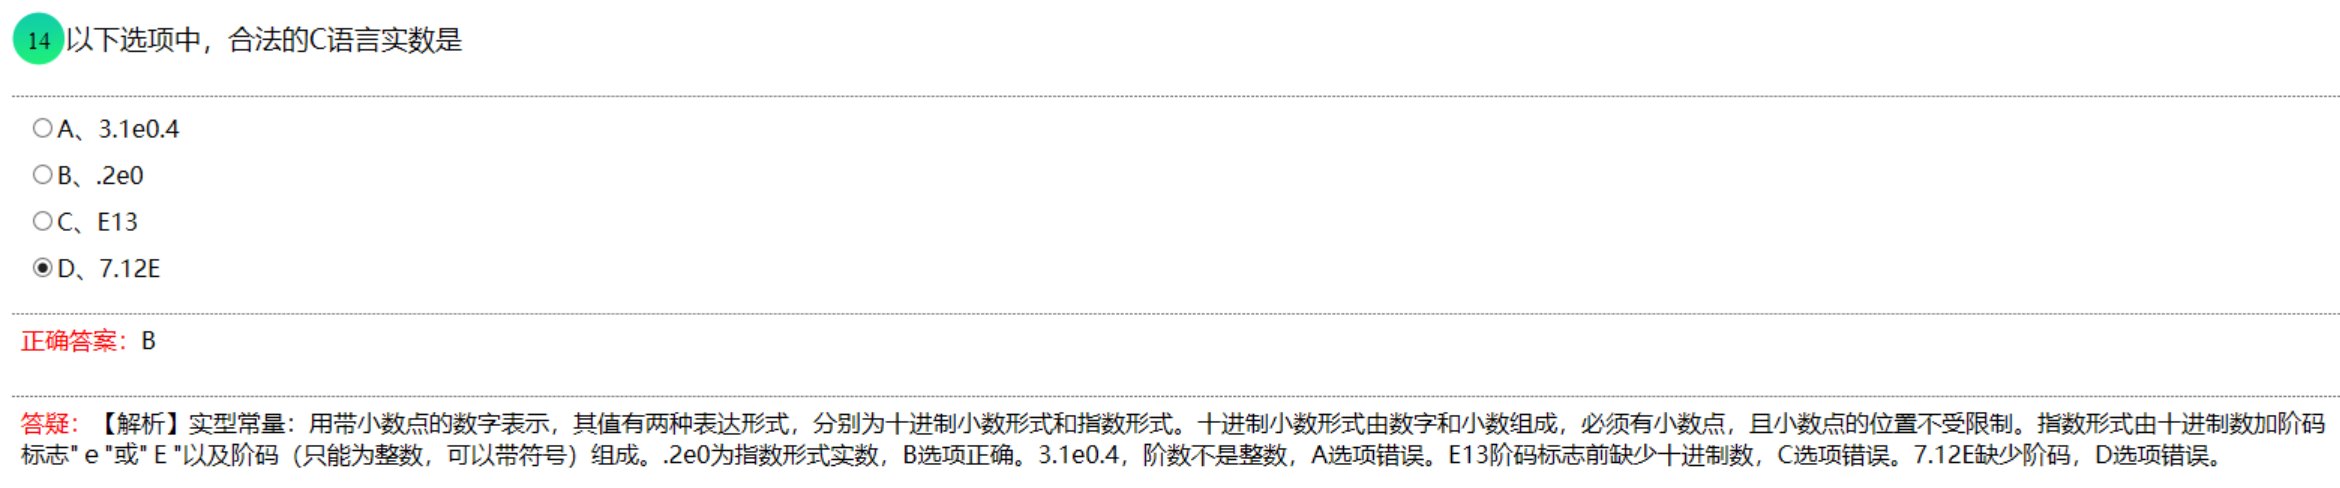 14 以下选项中，合法的C语言实数是
A、3.1e0.4
B、.2e0
C、E13
D、7.12E
正确答案：B
答疑：【解析】实型常量：用带小数点的数字表示，其值有两种表达形式，分别为十进制小数形式和指数形式。十进制小数形式由数字和小数组成，必须有小数点，且小数点的位置不受限制。指数形式由十进制数加阶码
标志" e "或" E "以及阶码（只能为整数，可以带符号）组成。.2e0为指数形式实数，B选项正确。3.1e0.4，阶数不是整数，A选项错误。E13阶码标志前缺少十进制数，C选项错误。7.12E缺少阶码，D选项错误。